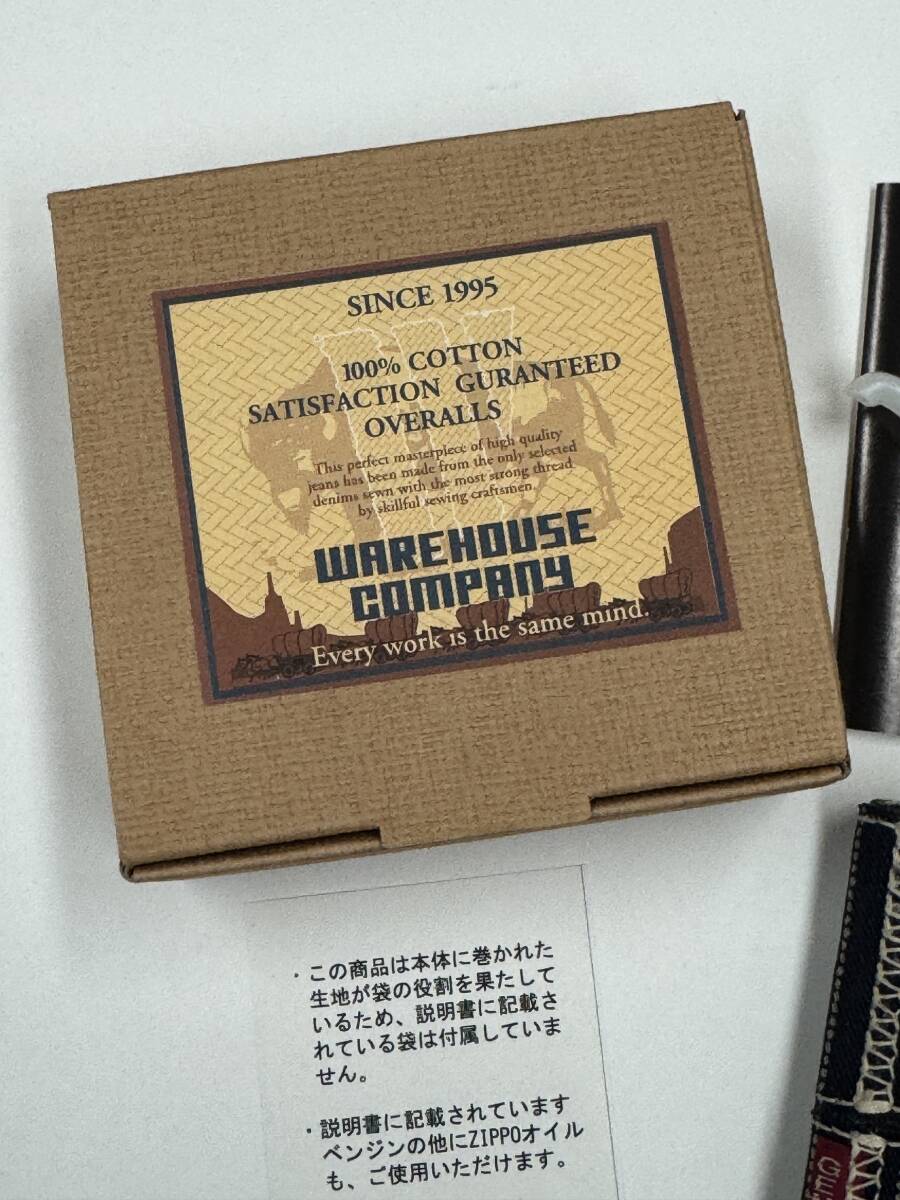 SINCE 1995
100% COTTON
SATISFACTION GURANTEED
OVERALLS
This perfect masterpiece of high quality
jeans has been made from the only selected
denims sewn with the most strong thread
by skillful sewing craftsmen.
WAREHOUSE
COMPANY
Every work is the same mind.
・この商品は本体に巻かれた
生地が袋の役割を果たして
いるため、説明書に記載さ
れている袋は付属していま
せん。
・説明書に記載されています
ベンジンの他にZIPPOオイル
も、ご使用いただけます。